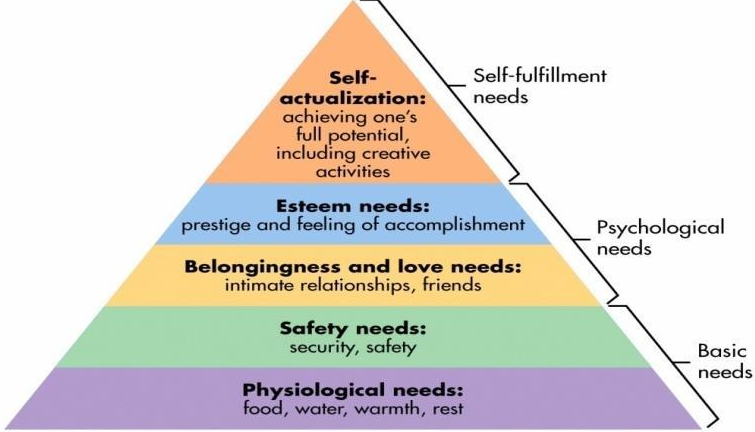 Self-
actualization:
achieving one's
full potential,
including creative
activities
Self-fulfillment
needs
Esteem needs:
prestige and feeling of accomplishment
Psychological
needs
Belongingness and love needs:
intimate relationships, friends
Safety needs:
security, safety
Basic
needs
Physiological needs:
food, water, warmth, rest